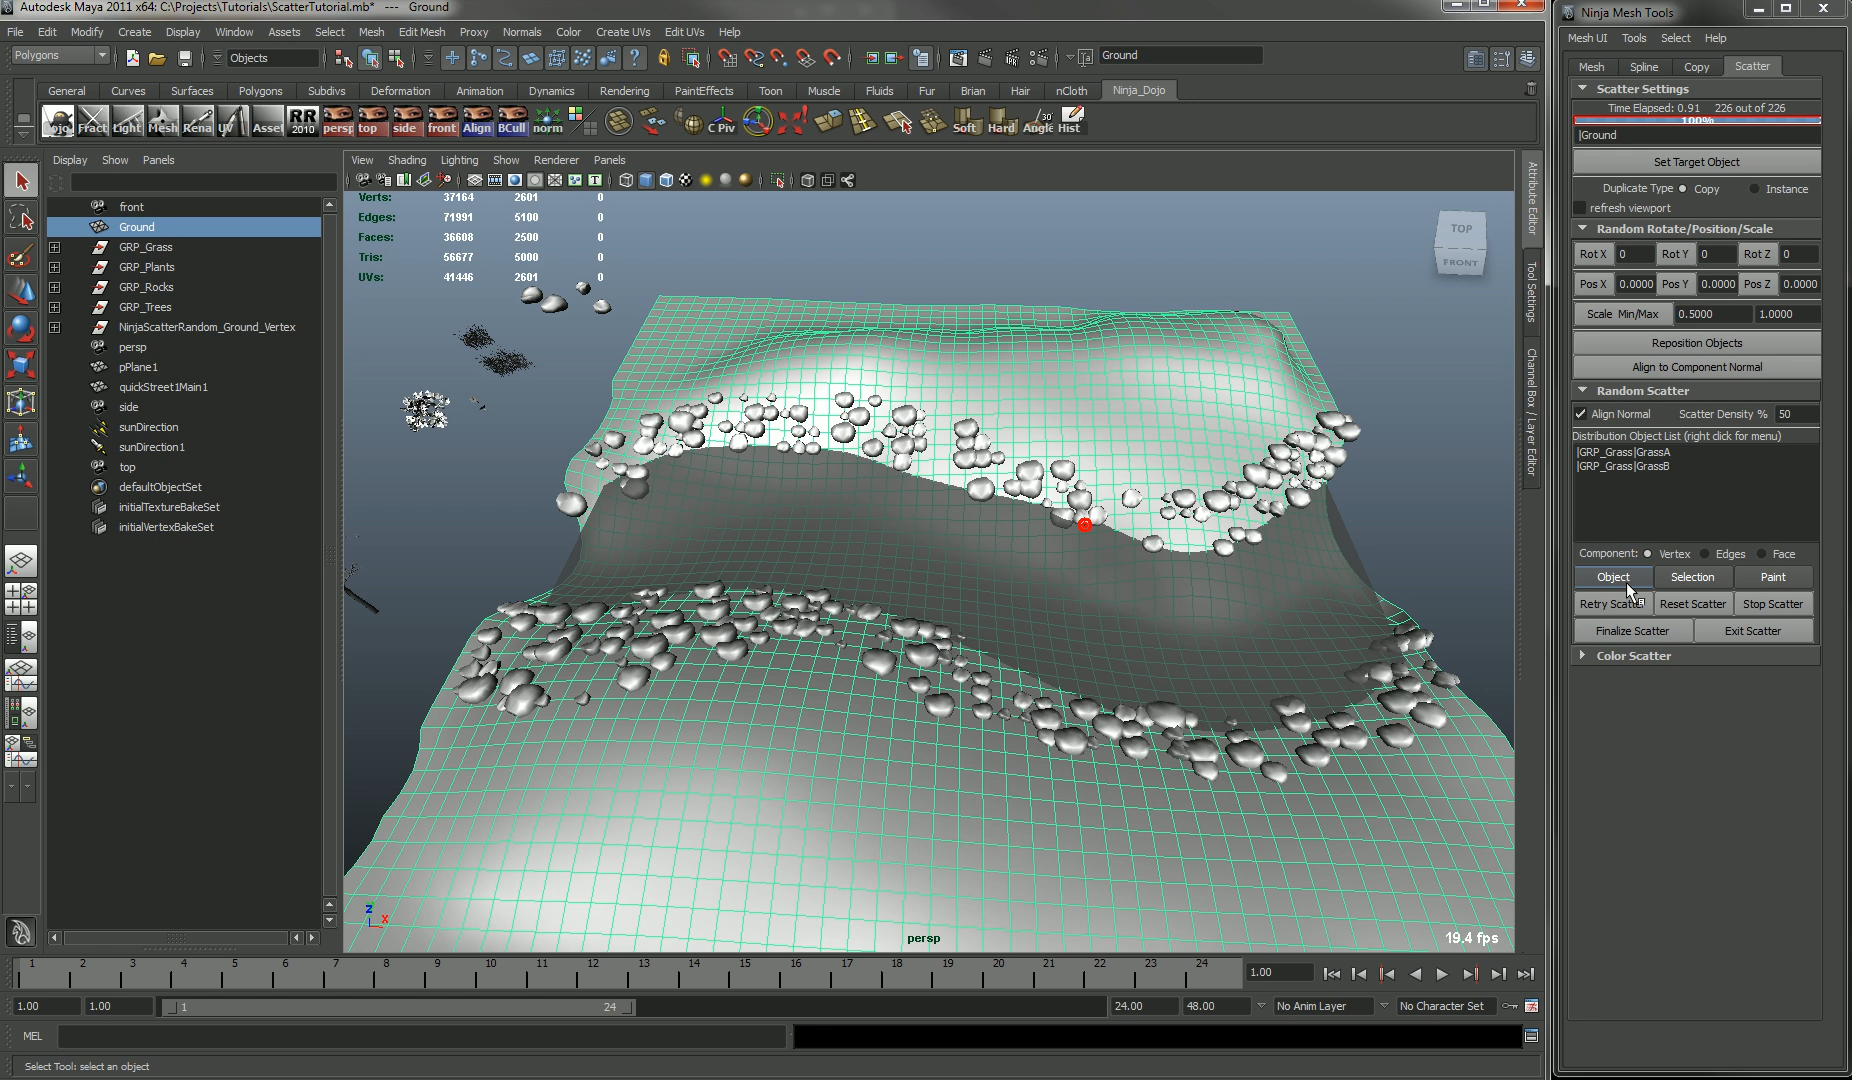 Autodesk Maya 2011 x64: C:\Projects\Tutorials\ScatterTutorial.mb* --- Ground
File Edit Modify Create Display Window Assets Select Mesh Edit Mesh Proxy Normals Color Create UVs Edit UVs Help
Polygons Objects Ground
General Curves Surfaces Polygons Subdivs Deformation Animation Dynamics Rendering PaintEffects Toon Muscle Fluids Fur Brian Hair nCloth Ninja_Dojo
Fract Light Mesh Rena UV Asset RR 2010 persp top side front Align BCull norm C Piv Soft Hard Angle 30 Hist
Display Show Panels
front
Ground
GRP_Grass
GRP_Plants
GRP_Rocks
GRP_Trees
NinjaScatterRandom_Ground_Vertex
persp
pPlane1
quickStreet1Main1
side
sunDirection
sunDirection1
top
defaultObjectSet
initialTextureBakeSet
initialVertexBakeSet
View Shading Lighting Show Renderer Panels
Verts: 37164 2601 0
Edges: 71991 5100 0
Faces: 36608 2500 0
Tris: 56677 5000 0
UVs: 41446 2601 0
TOP
FRONT
Z
X
persp
19.4 fps
Attribute Editor
Tool Settings
Channel Box / Layer Editor
Ninja Mesh Tools
Mesh UI Tools Select Help
Mesh Spline Copy Scatter
Scatter Settings
Time Elapsed: 0.91 226 out of 226
100%
|Ground
Set Target Object
Duplicate Type Copy Instance
refresh viewport
Random Rotate/Position/Scale
Rot X 0 Rot Y 0 Rot Z 0
Pos X 0.0000 Pos Y 0.0000 Pos Z 0.0000
Scale Min/Max 0.5000 1.0000
Reposition Objects
Align to Component Normal
Random Scatter
Align Normal Scatter Density % 50
Distribution Object List (right click for menu)
|GRP_Grass|GrassA
|GRP_Grass|GrassB
Component: Vertex Edges Face
Object Selection Paint
Retry Scatter Reset Scatter Stop Scatter
Finalize Scatter Exit Scatter
Color Scatter
1 2 3 4 5 6 7 8 9 10 11 12 13 14 15 16 17 18 19 20 21 22 23 24 1.00
1.00 1.00 1 24 24.00 48.00 No Anim Layer No Character Set
MEL
Select Tool: select an object